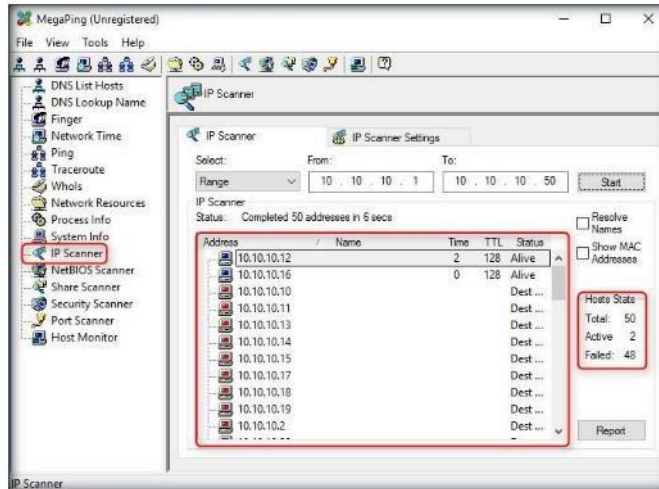 MegaPing (Unregistered)
File View Tools Help
DNS List Hosts
DNS Lookup Name
Finger
Network Time
Ping
Traceroute
Whois
Network Resources
Process Info
System Info
IP Scanner
NetBIOS Scanner
Share Scanner
Security Scanner
Port Scanner
Host Monitor
IP Scanner
IP Scanner IP Scanner Settings
Select: From: To:
Range 10 . 10 . 10 . 1 10 . 10 . 10 . 50 Start
IP Scanner
Status: Completed 50 addresses in 6 secs
Resolve Names
Show MAC Addresses
Address / Name Time TTL Status
10.10.10.12 2 128 Alive
10.10.10.16 0 128 Alive
10.10.10.10 Dest ...
10.10.10.11 Dest ...
10.10.10.13 Dest ...
10.10.10.14 Dest ...
10.10.10.15 Dest ...
10.10.10.17 Dest ...
10.10.10.18 Dest ...
10.10.10.19 Dest ...
10.10.10.2 Dest ...
Hosts Stats
Total: 50
Active 2
Failed: 48
Report
IP Scanner